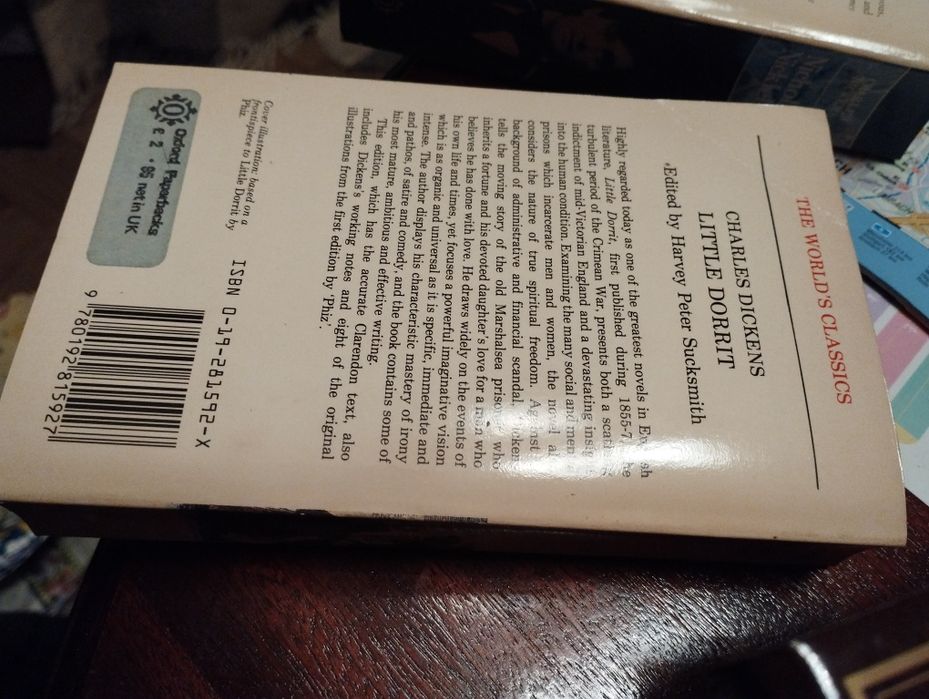 THE WORLD'S CLASSICS
CHARLES DICKENS
LITTLE DORRIT
Edited by Harvey Peter Sucksmith
Highly regarded today as one of the greatest novels in
literature, Little Dorrit, first published during 1855-7,
turbulent period of the Crimean War, presents both a
indictment of mid-Victorian England and a devastating
into the human condition. Examining the many social and
prisons which incarcerate men and women, the novel
considers the nature of true spiritual freedom. Against
background of administrative and financial scandal,
tells the moving story of the old Marshalsea who
inherits a fortune and his devoted daughter's love for a man who
believes he has done with love. He draws widely on the events of
his own life and times, yet focuses a powerful imaginative vision
which is as organic and universal as it is specific, immediate and
intense. The author displays his characteristic mastery of irony
and pathos, of satire and comedy, and the book contains some of
his most mature, ambitious and effective writing.
This edition, which has the accurate Clarendon text, also
includes Dickens's working notes and eight of the original
illustrations from the first edition by 'Phiz'.
Cover illustration: based on a
frontispiece to Little Dorrit by
Phiz.
Oxford Paperbacks
£ 2.95 net in UK
ISBN 0-19-281592-X
9 780192 815927